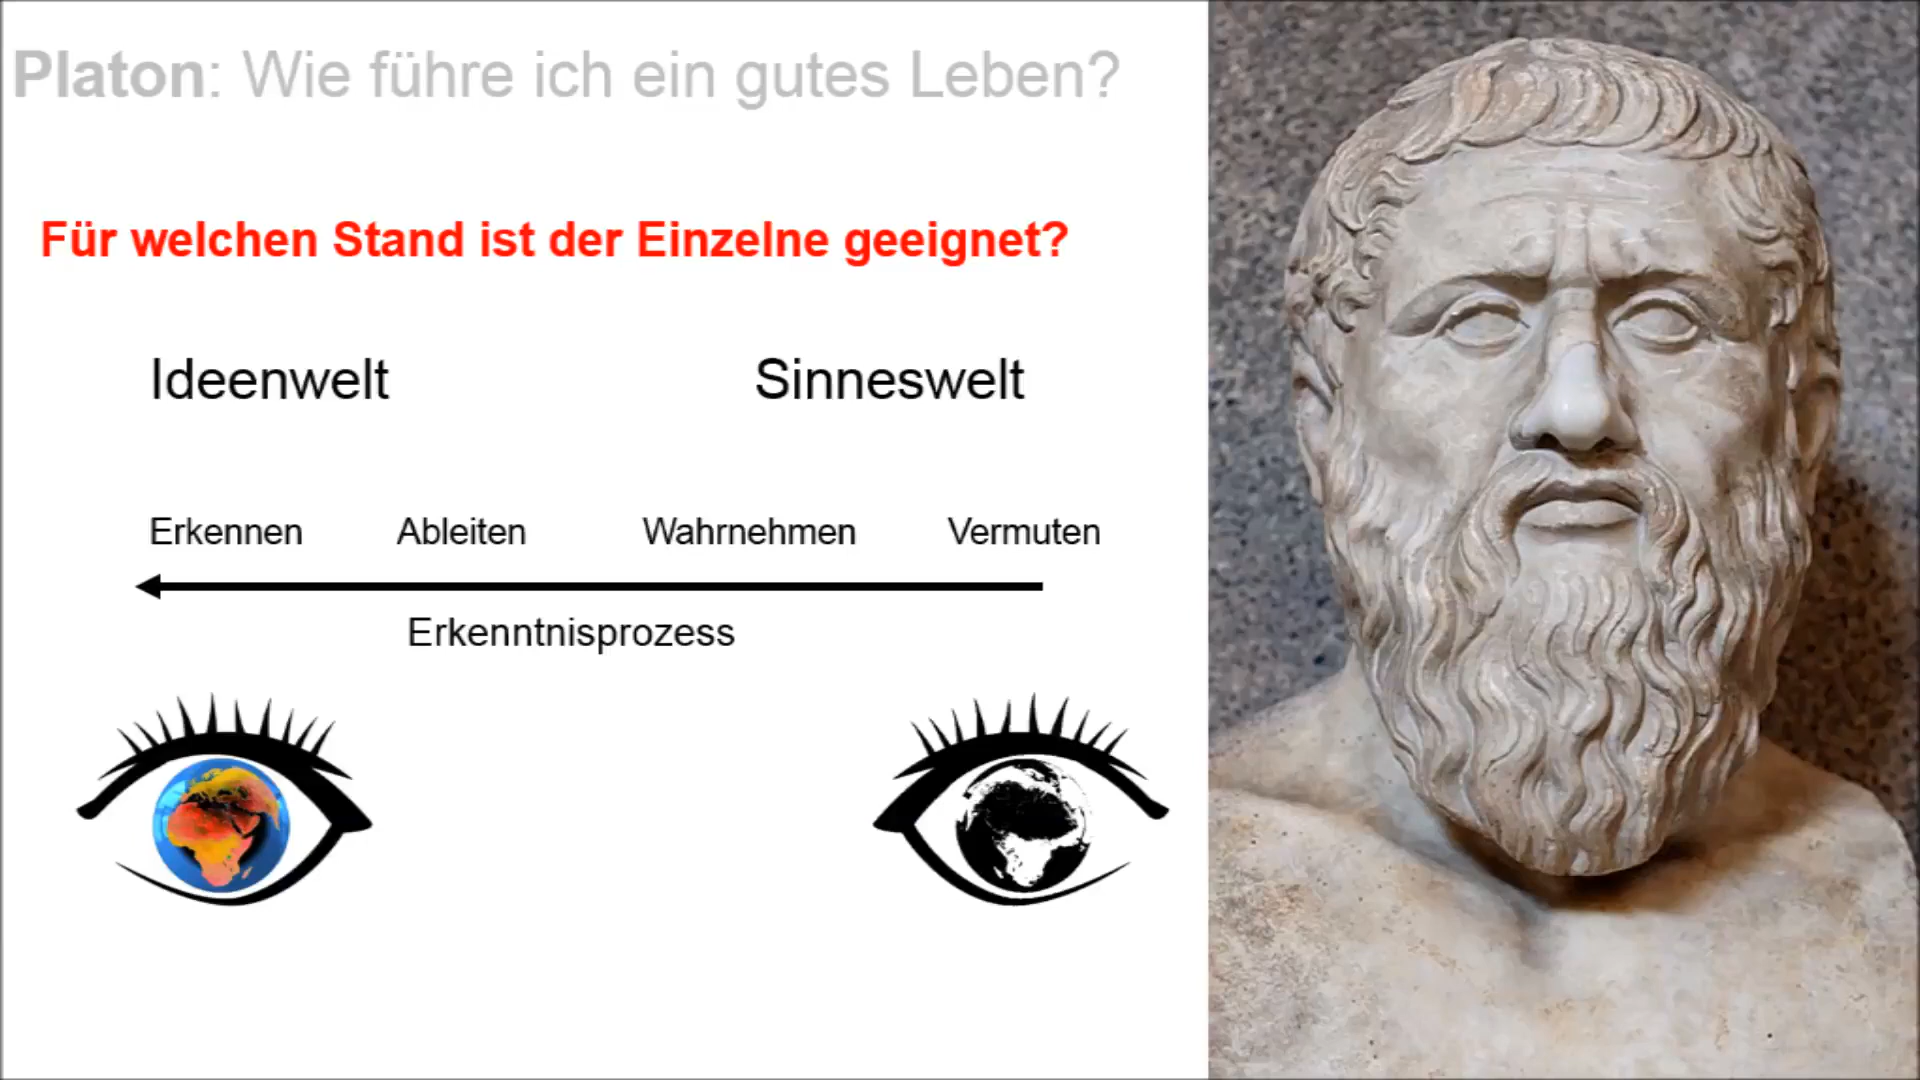 Platon: Wie führe ich ein gutes Leben?
Für welchen Stand ist der Einzelne geeignet?
Ideenwelt Sinneswelt
Erkennen Ableiten Wahrnehmen Vermuten
Erkenntnisprozess